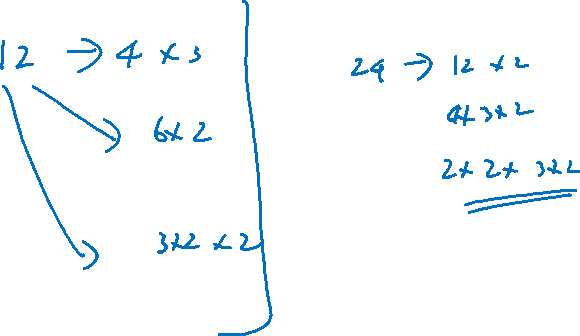 12 → 4 × 3
6 × 2
3 × 2 × 2
24 → 12 × 2
4 × 3 × 2
2 × 2 × 3 × 2